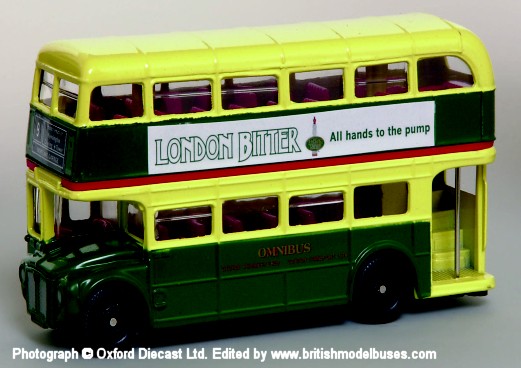 LONDON BITTER All hands to the pump
OMNIBUS
Photograph © Oxford Diecast Ltd. Edited by www.britishmodelbuses.com